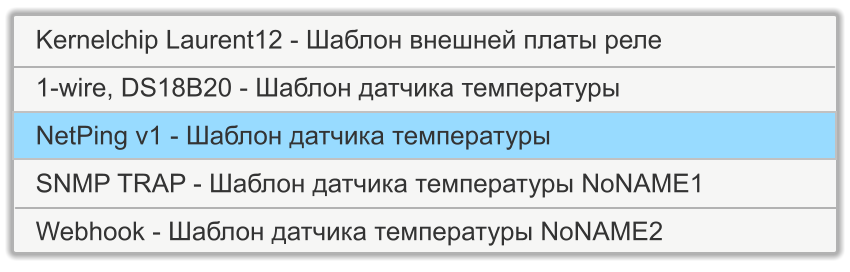 Kernelchip Laurent12 - Шаблон внешней платы реле
1-wire, DS18B20 - Шаблон датчика температуры
NetPing v1 - Шаблон датчика температуры
SNMP TRAP - Шаблон датчика температуры NoNAME1
Webhook - Шаблон датчика температуры NoNAME2